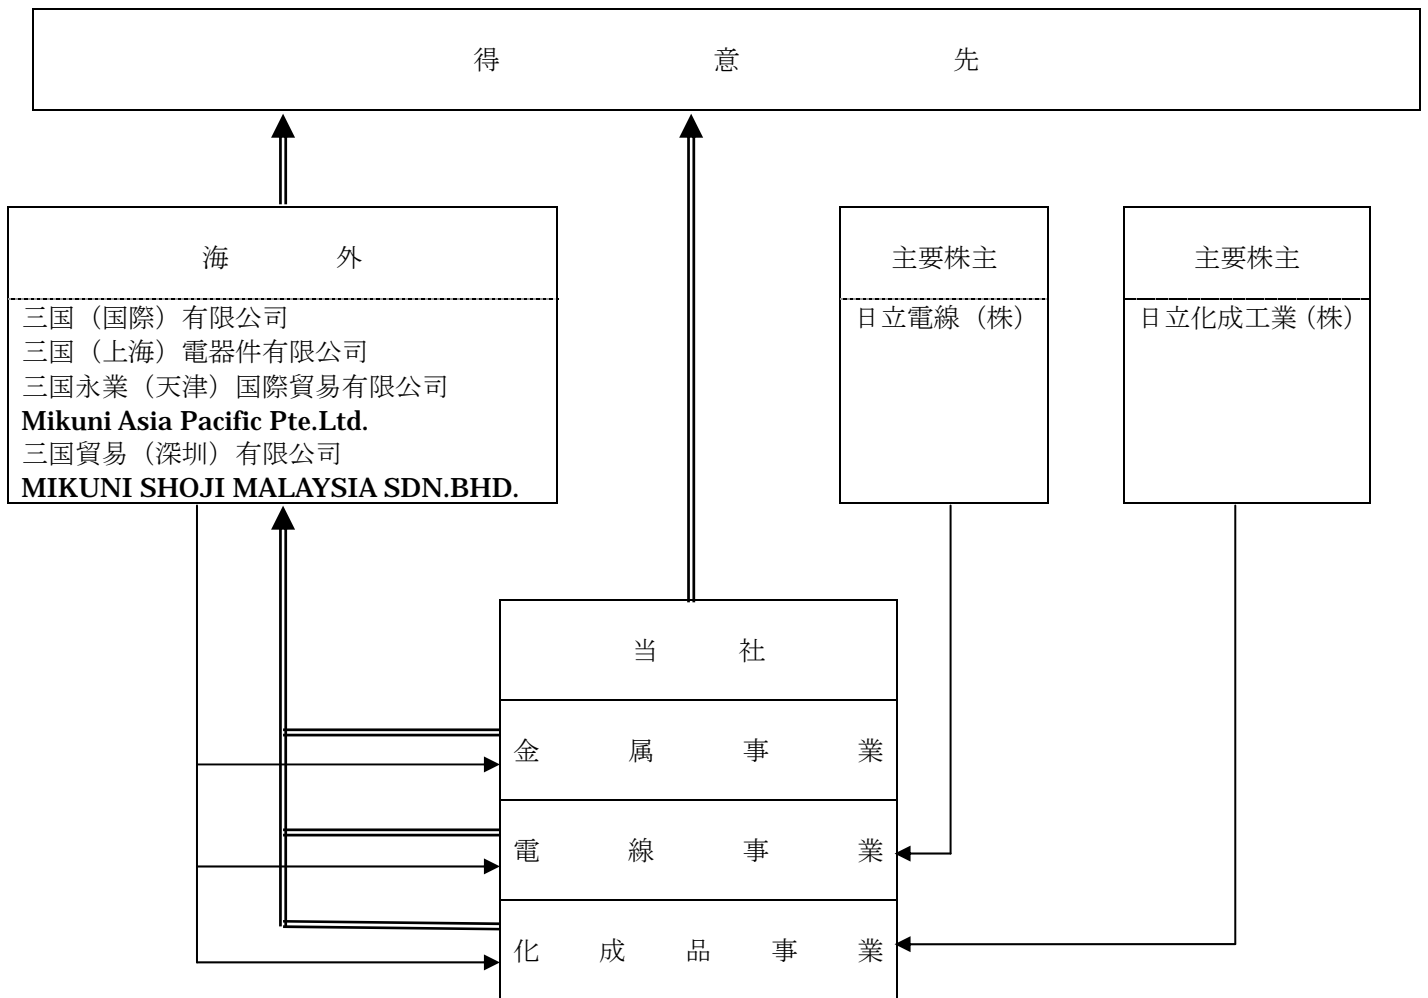 得意先
海外
三国（国際）有限公司
三国（上海）電器件有限公司
三国永業（天津）国際貿易有限公司
Mikuni Asia Pacific Pte.Ltd.
三国貿易（深圳）有限公司
MIKUNI SHOJI MALAYSIA SDN.BHD.
主要株主
日立電線（株）
主要株主
日立化成工業（株）
当社
金属事業
電線事業
化成品事業